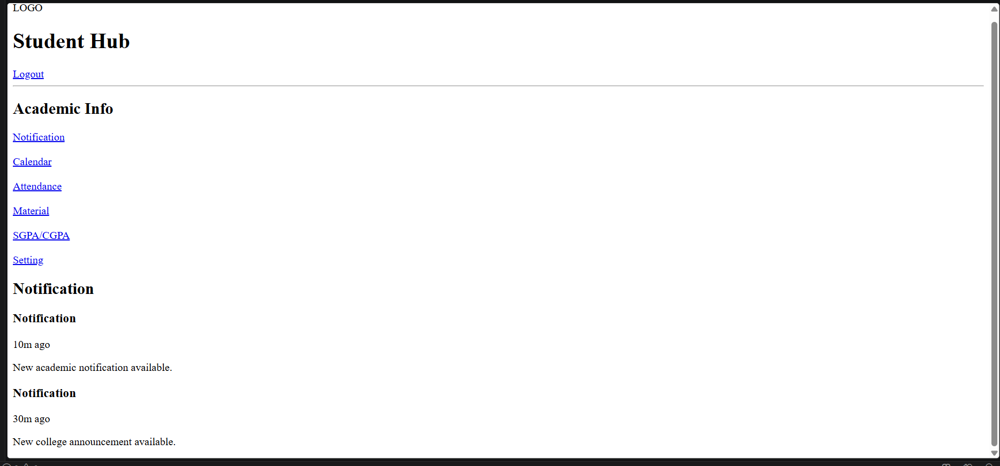 LOGO
Student Hub
Logout
Academic Info
Notification
Calendar
Attendance
Material
SGPA/CGPA
Setting
Notification
Notification
10m ago
New academic notification available.
Notification
30m ago
New college announcement available.